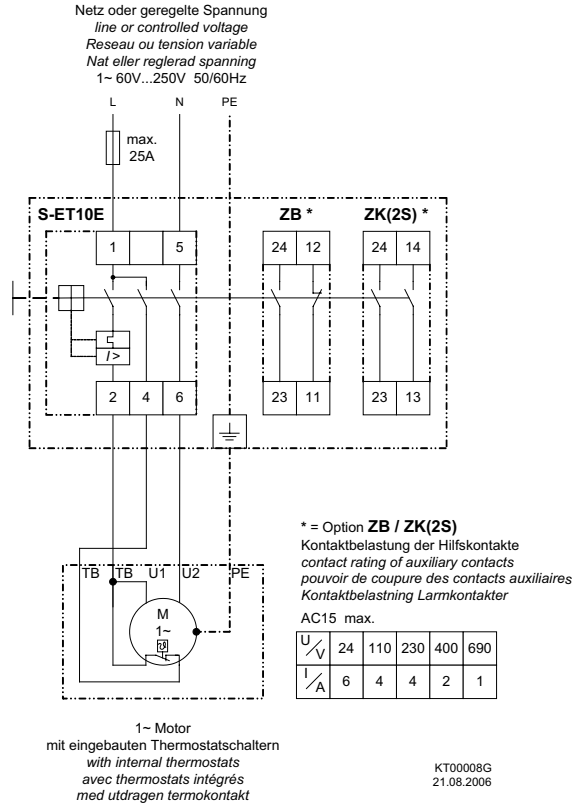 Netz oder geregelte Spannung
line or controlled voltage
Reseau ou tension variable
Nat eller reglerad spanning
1~ 60V...250V 50/60Hz
L N PE
max.
25A
S-ET10E ZB * ZK(2S) *
1 5 24 12 24 14
I >
2 4 6 23 11 23 13
* = Option ZB / ZK(2S)
Kontaktbelastung der Hilfskontakte
contact rating of auxiliary contacts
pouvoir de coupure des contacts auxiliaires
Kontaktbelastning Larmkontakter
AC15 max.
U/V 24 110 230 400 690
I/A 6 4 4 2 1
TB TB U1 U2 PE
M
1~
ϑ
1~ Motor
mit eingebauten Thermostatschaltern
with internal thermostats
avec thermostats intégrés
med utdragen termokontakt
KT00008G
21.08.2006